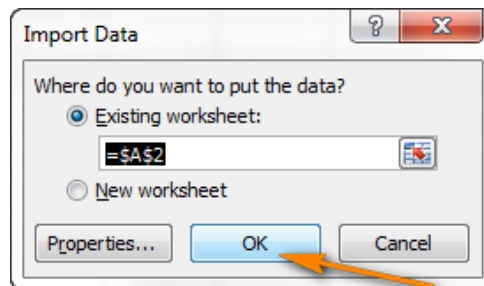 Import Data
Where do you want to put the data?
Existing worksheet:
=$A$2
New worksheet
Properties... OK Cancel